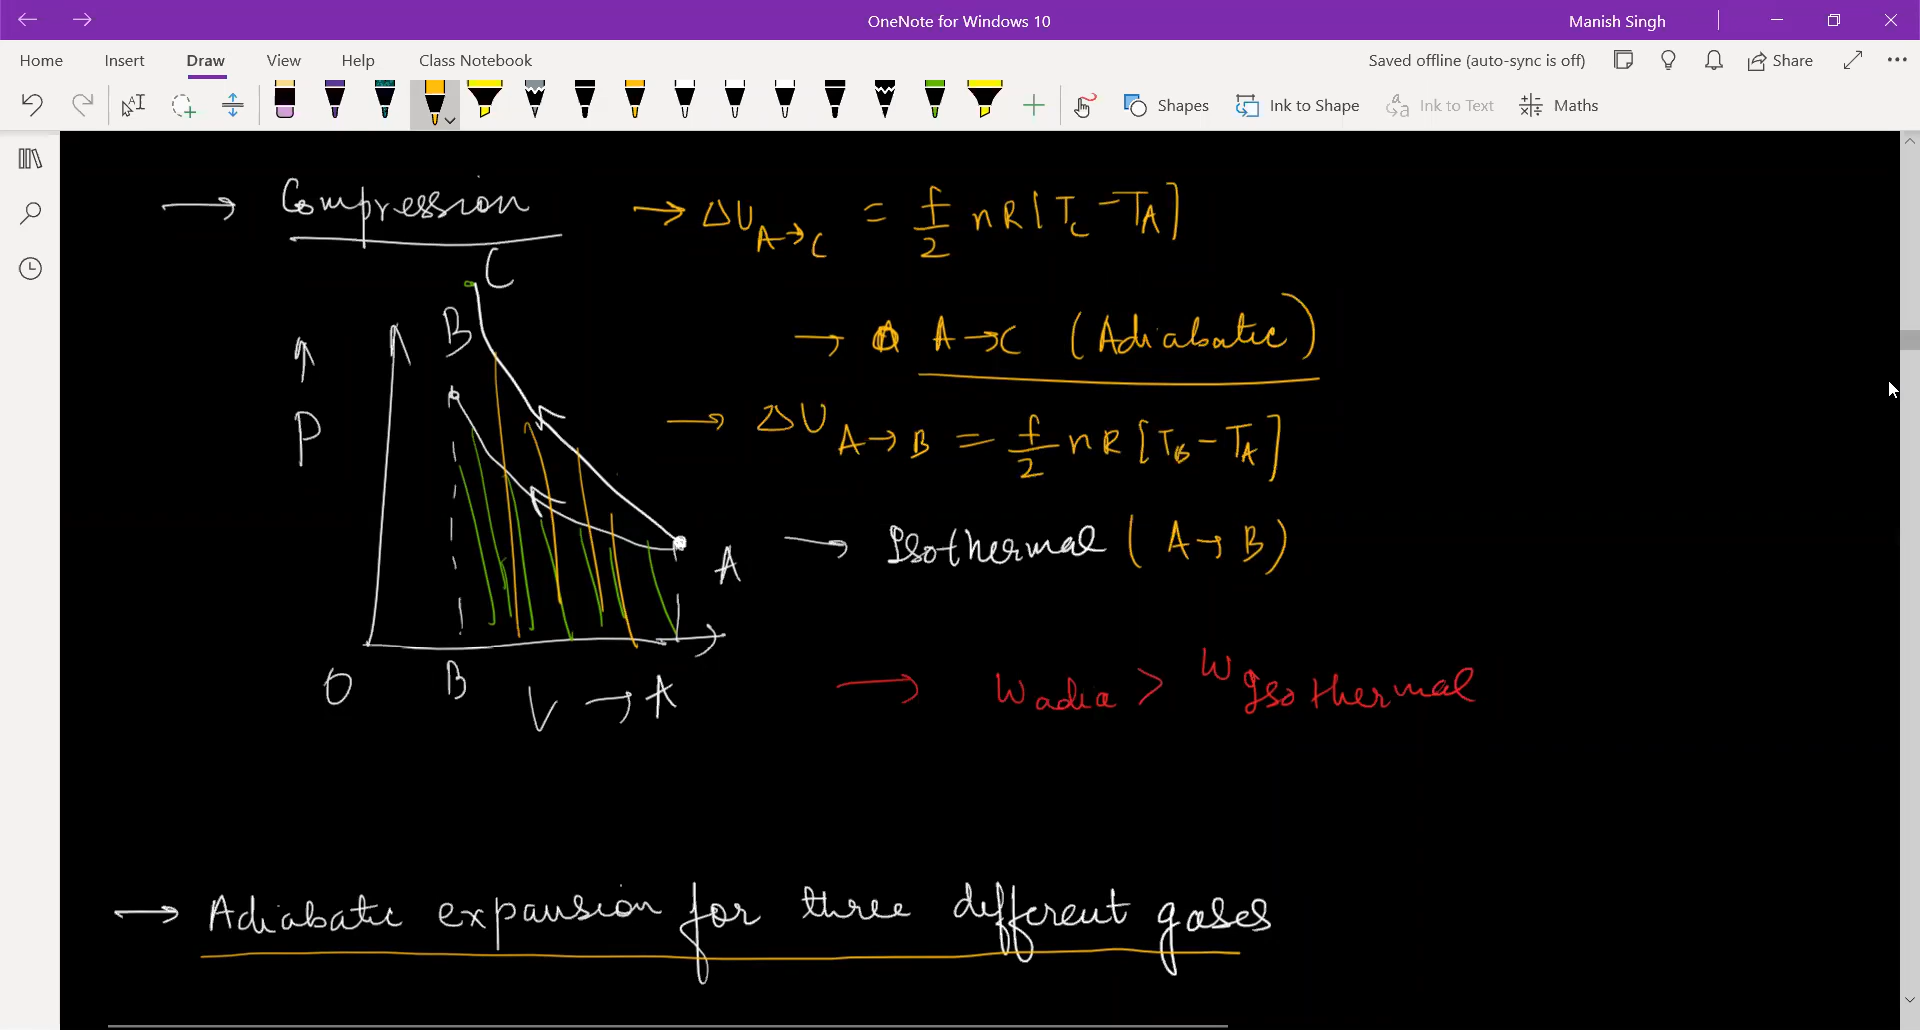 OneNote for Windows 10
Manish Singh
Home Insert Draw View Help Class Notebook
Saved offline (auto-sync is off) Share
Shapes Ink to Shape Ink to Text Maths
→ Compression → ΔU A→C = f/2 nR [T_C - T_A]
C
B
↑
P
→ A→C (Adiabatic)
→ ΔU A→B = f/2 nR [T_B - T_A]
A
→ Isothermal (A→B)
O B V → A
→ W adia > W Isothermal
→ Adiabatic expansion for three different gases